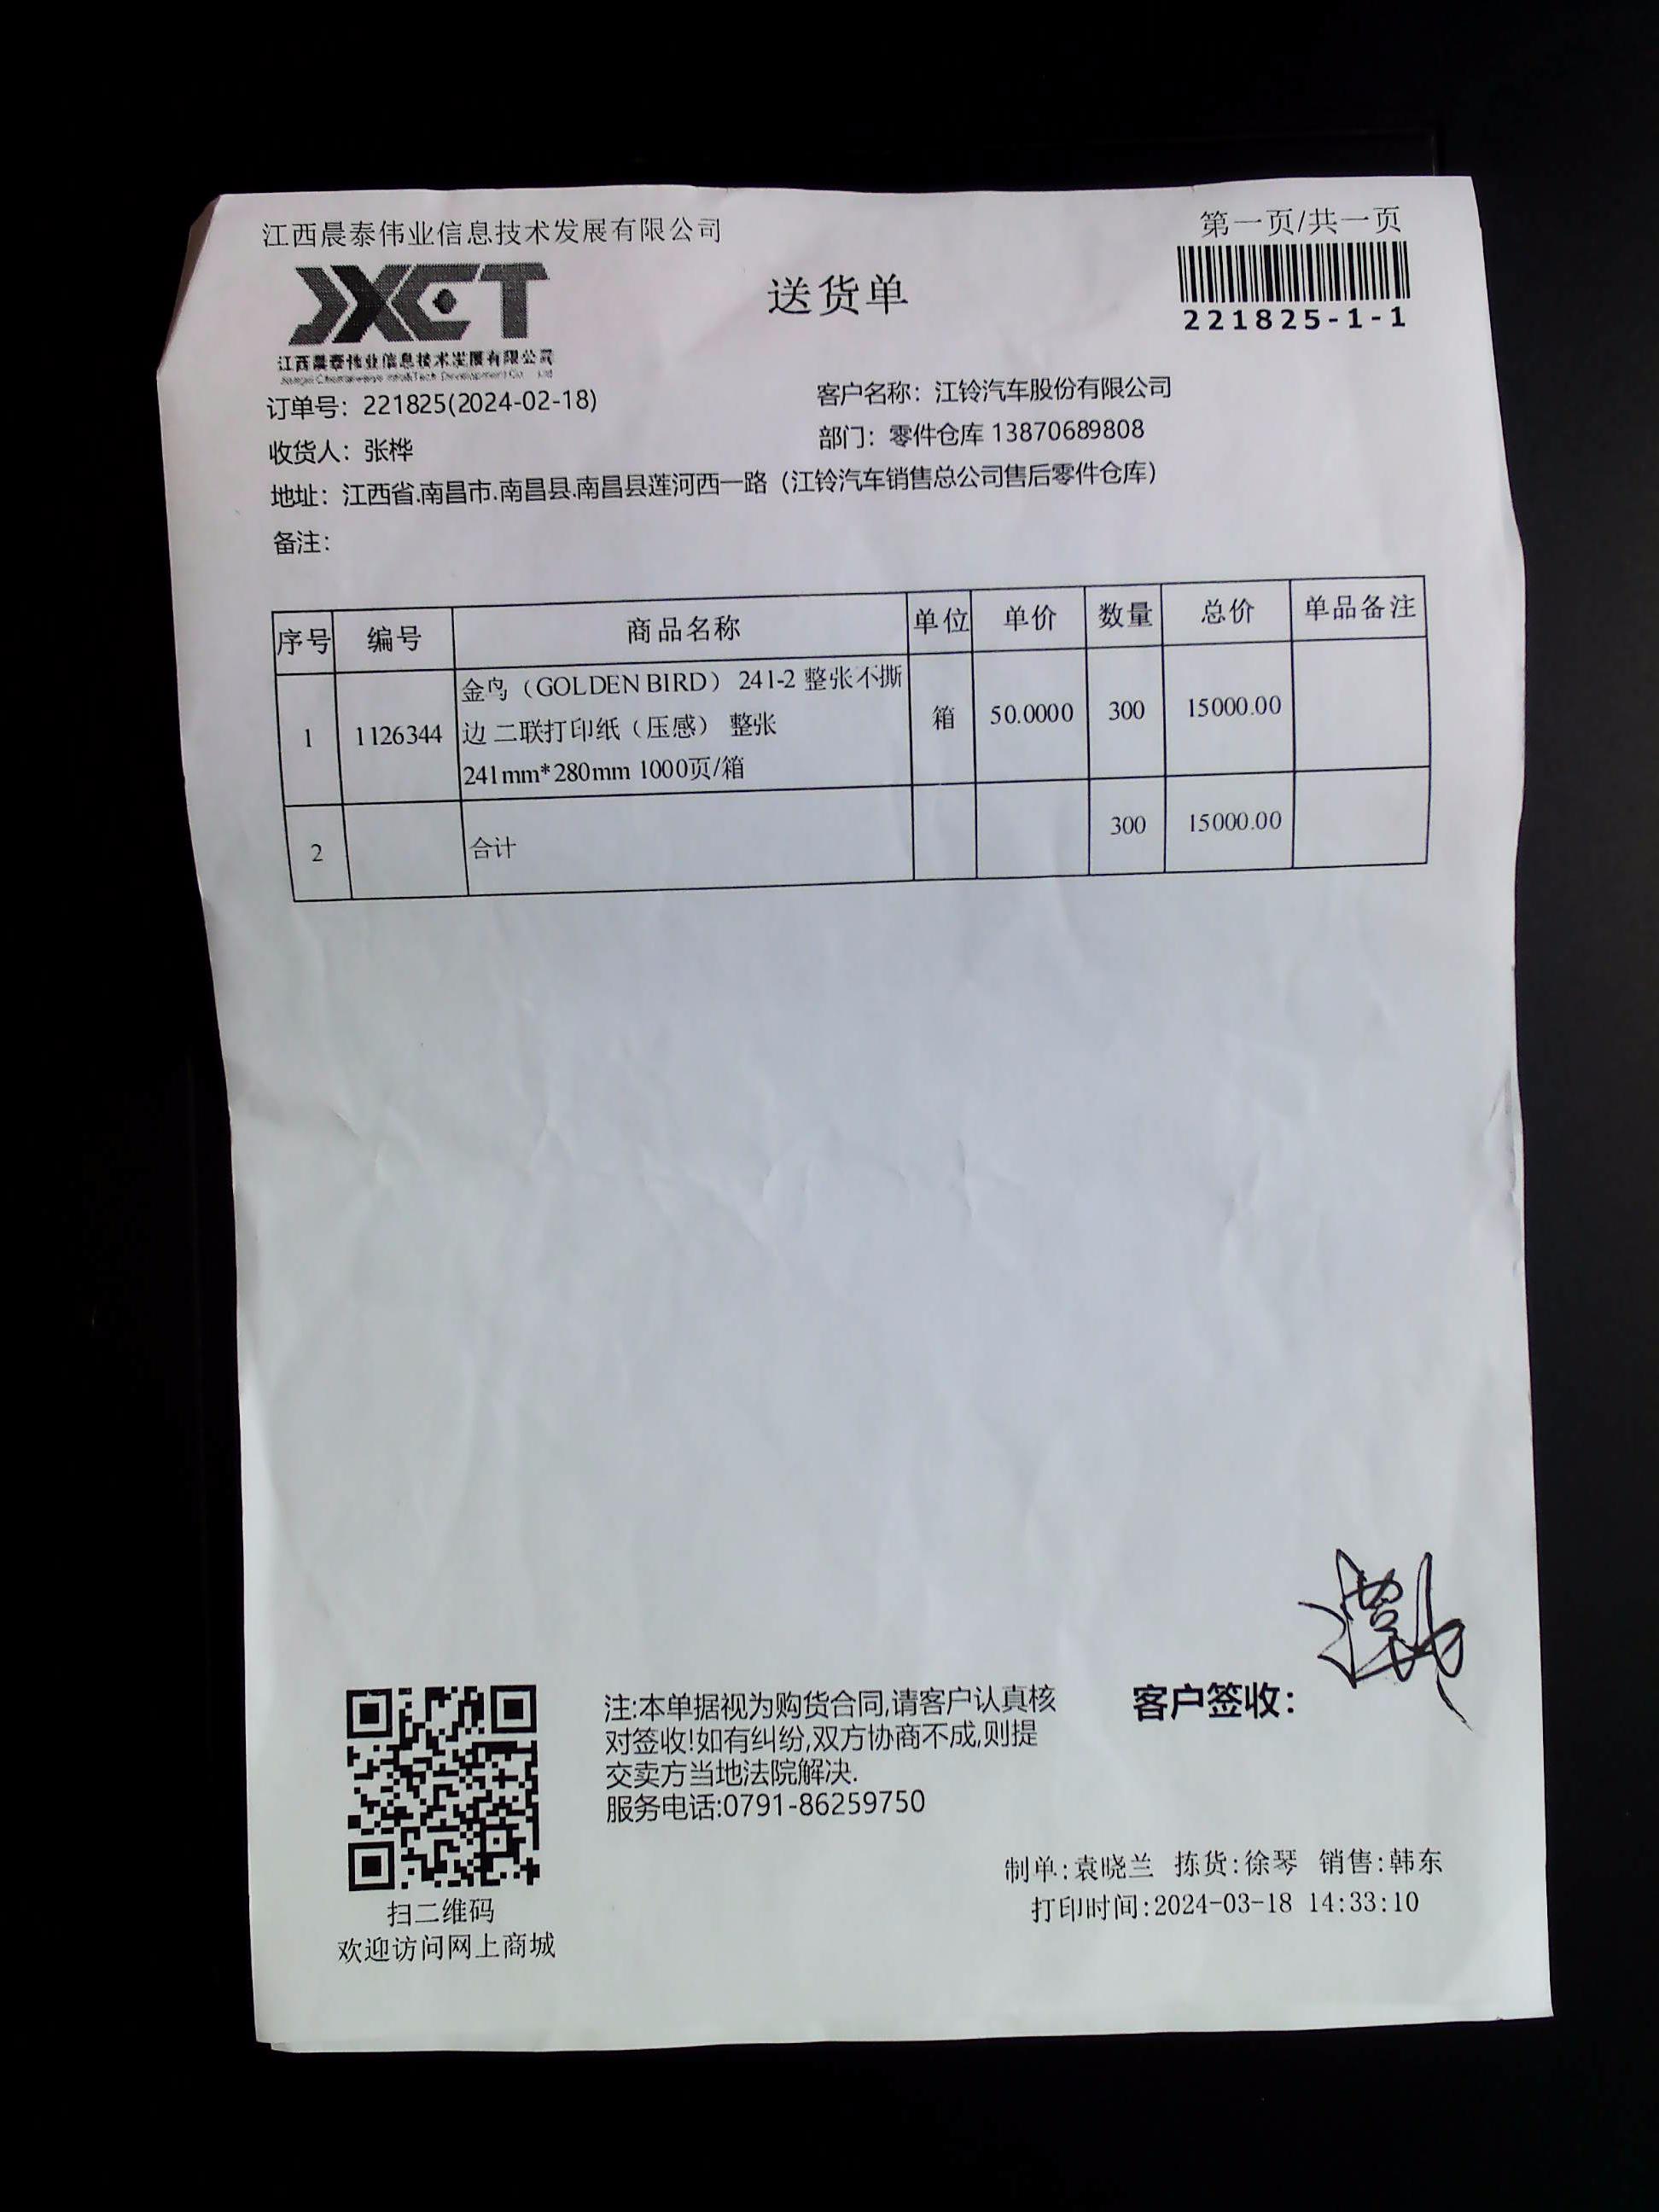 江西晨泰伟业信息技术发展有限公司
第一页/共一页
JXCT
江西晨泰伟业信息技术发展有限公司
送货单
221825-1-1
订单号：221825(2024-02-18)
客户名称：江铃汽车股份有限公司
收货人：张桦
部门：零件仓库 13870689808
地址：江西省.南昌市.南昌县.南昌县莲河西一路（江铃汽车销售总公司售后零件仓库）
备注：
序号 编号 商品名称 单位 单价 数量 总价 单品备注
1 1126344 金鸟（GOLDEN BIRD） 241-2 整张不撕
边 二联打印纸（压感） 整张
241mm*280mm 1000页/箱 箱 50.0000 300 15000.00
2 合计 300 15000.00
注:本单据视为购货合同,请客户认真核
对签收!如有纠纷,双方协商不成,则提
交卖方当地法院解决.
服务电话:0791-86259750
客户签收：
扫二维码
欢迎访问网上商城
制单:袁晓兰 拣货:徐琴 销售:韩东
打印时间:2024-03-18 14:33:10